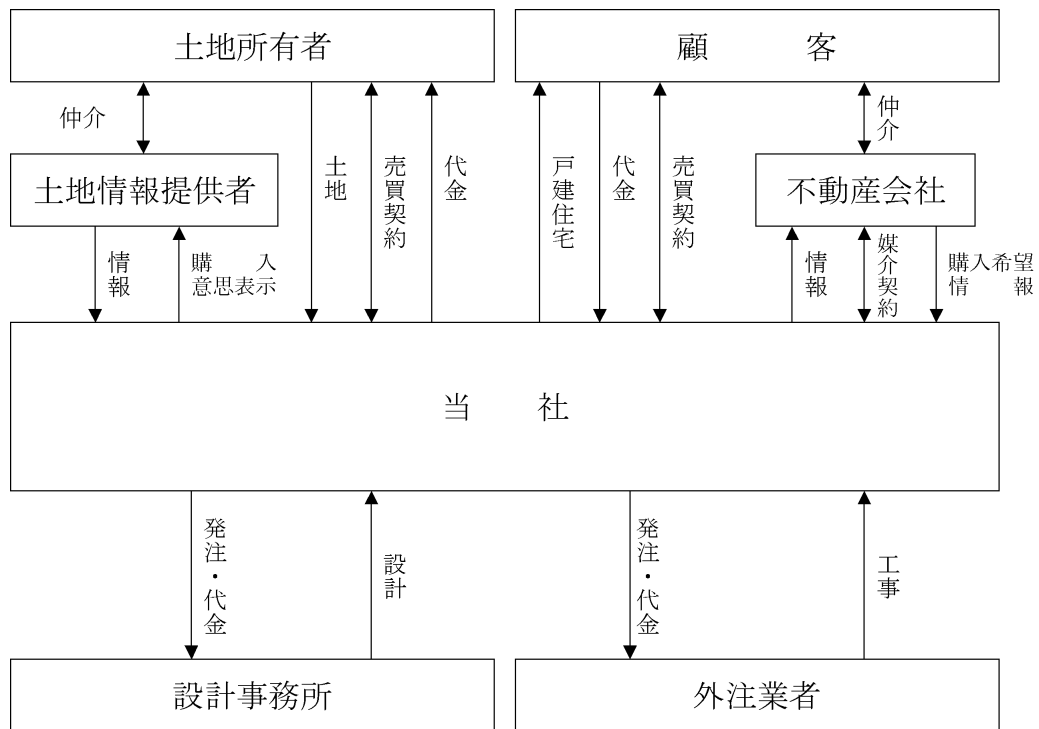 土地所有者
顧客
仲介
仲介
土地情報提供者
土地
売買契約
代金
戸建住宅
代金
売買契約
不動産会社
情報
購入
意思表示
情報
媒介契約
購入希望
情報
当社
発注・代金
設計
発注・代金
工事
設計事務所
外注業者